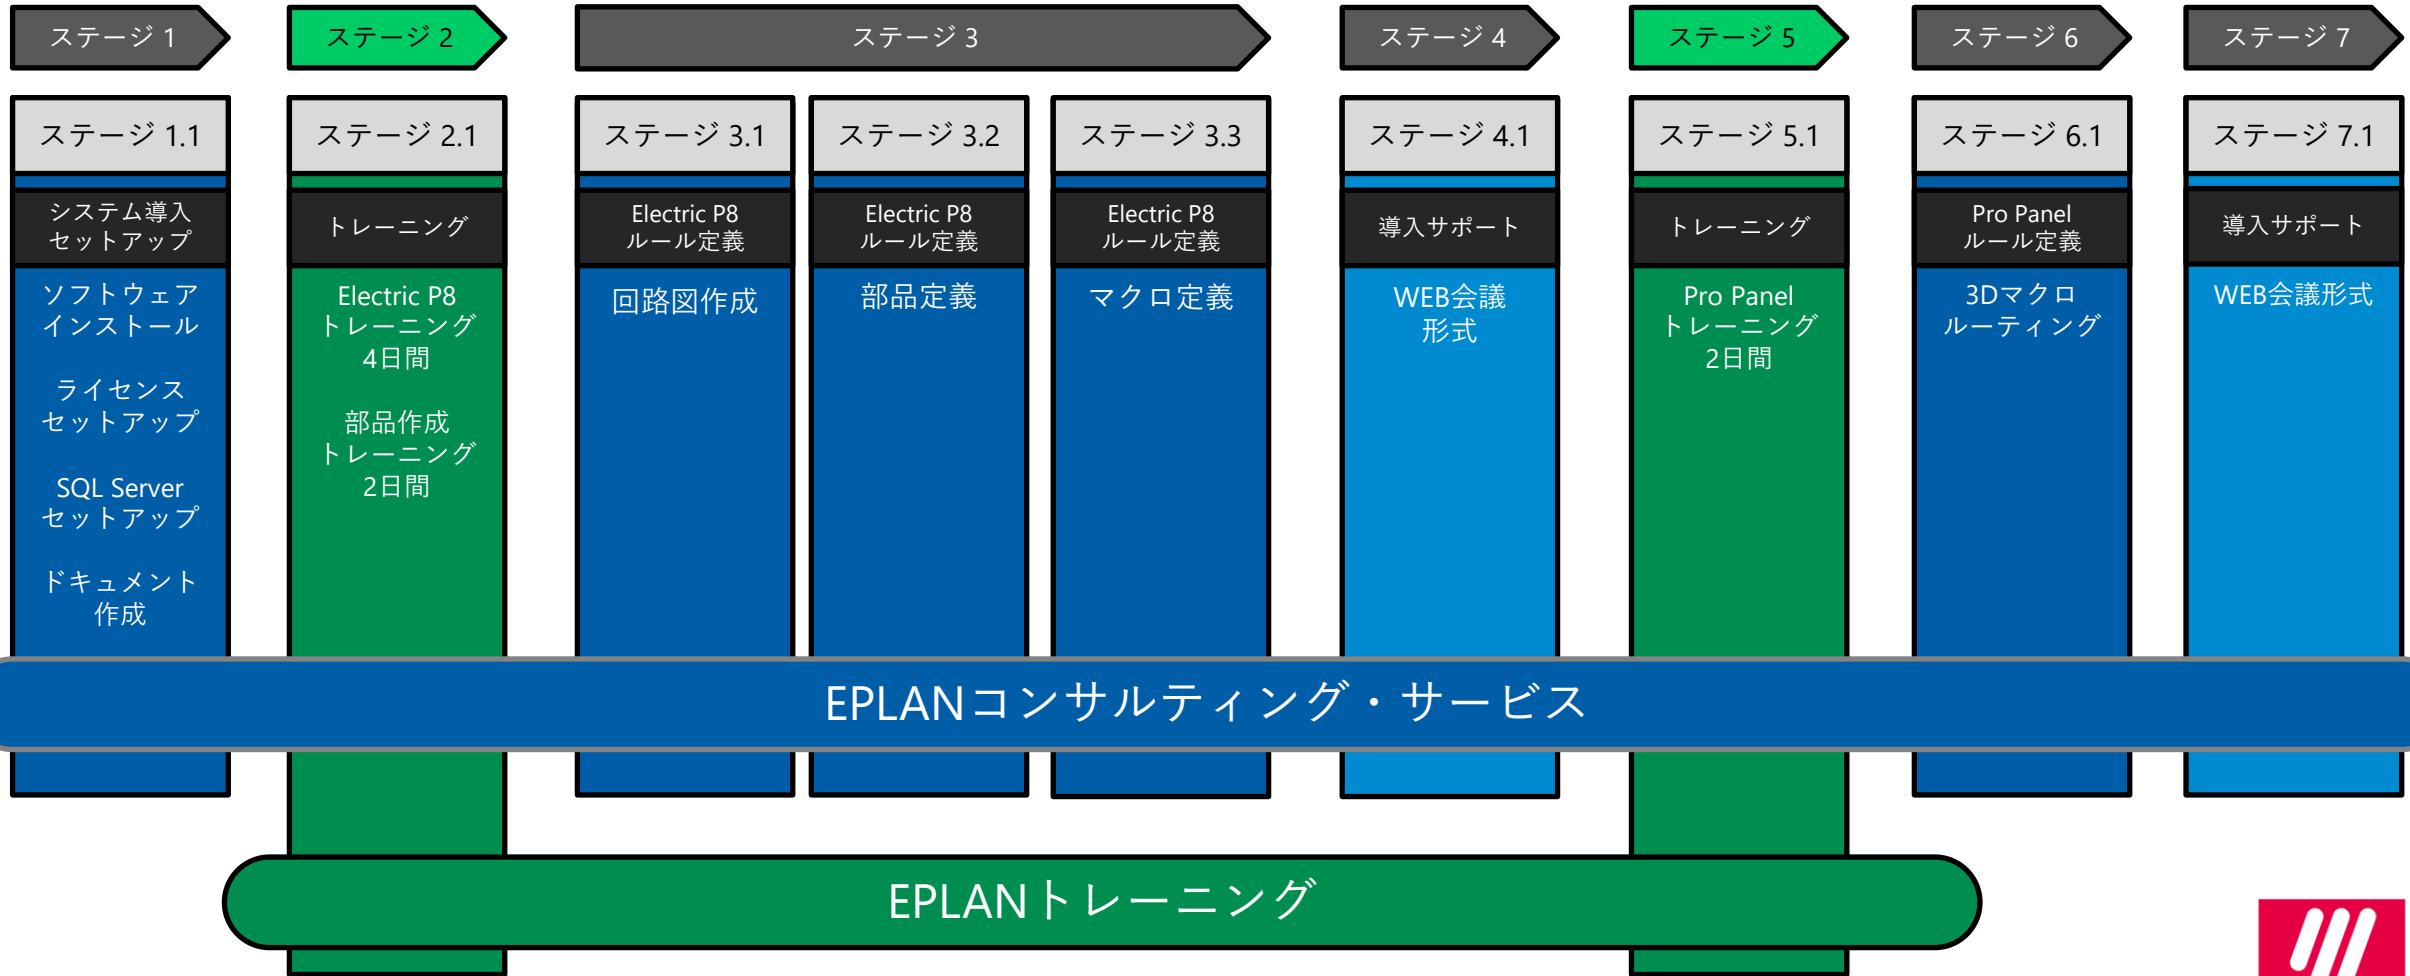 ステージ 1
ステージ 2
ステージ 3
ステージ 4
ステージ 5
ステージ 6
ステージ 7
ステージ 1.1
システム導入
セットアップ
ソフトウェア
インストール
ライセンス
セットアップ
SQL Server
セットアップ
ドキュメント
作成
ステージ 2.1
トレーニング
Electric P8
トレーニング
4日間
部品作成
トレーニング
2日間
ステージ 3.1
Electric P8
ルール定義
回路図作成
ステージ 3.2
Electric P8
ルール定義
部品定義
ステージ 3.3
Electric P8
ルール定義
マクロ定義
ステージ 4.1
導入サポート
WEB会議
形式
ステージ 5.1
トレーニング
Pro Panel
トレーニング
2日間
ステージ 6.1
Pro Panel
ルール定義
3Dマクロ
ルーティング
ステージ 7.1
導入サポート
WEB会議形式
EPLANコンサルティング・サービス
EPLANトレーニング